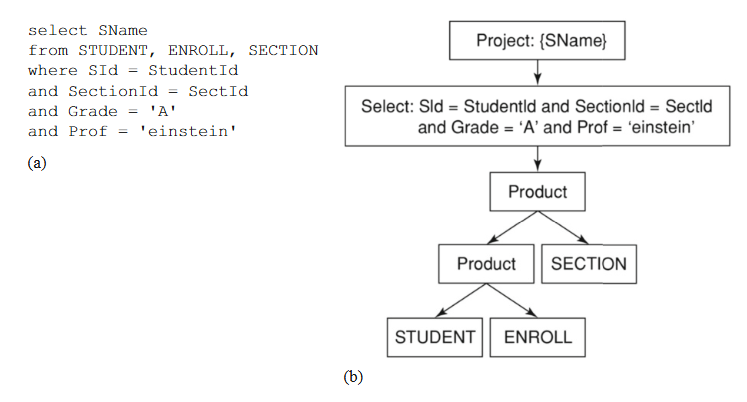 select SName
from STUDENT, ENROLL, SECTION
where SId = StudentId
and SectionId = SectId
and Grade = 'A'
and Prof = 'einstein'
(a)
Project: {SName}
Select: SId = StudentId and SectionId = SectId
and Grade = ‘A’ and Prof = ‘einstein’
Product
Product
SECTION
STUDENT
ENROLL
(b)